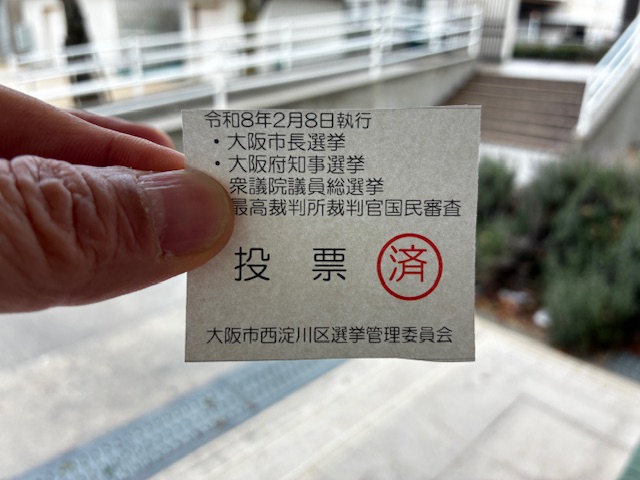 令和8年2月8日執行
・大阪市長選挙
・大阪府知事選挙
衆議院議員総選挙
最高裁判所裁判官国民審査
投票 済
大阪市西淀川区選挙管理委員会